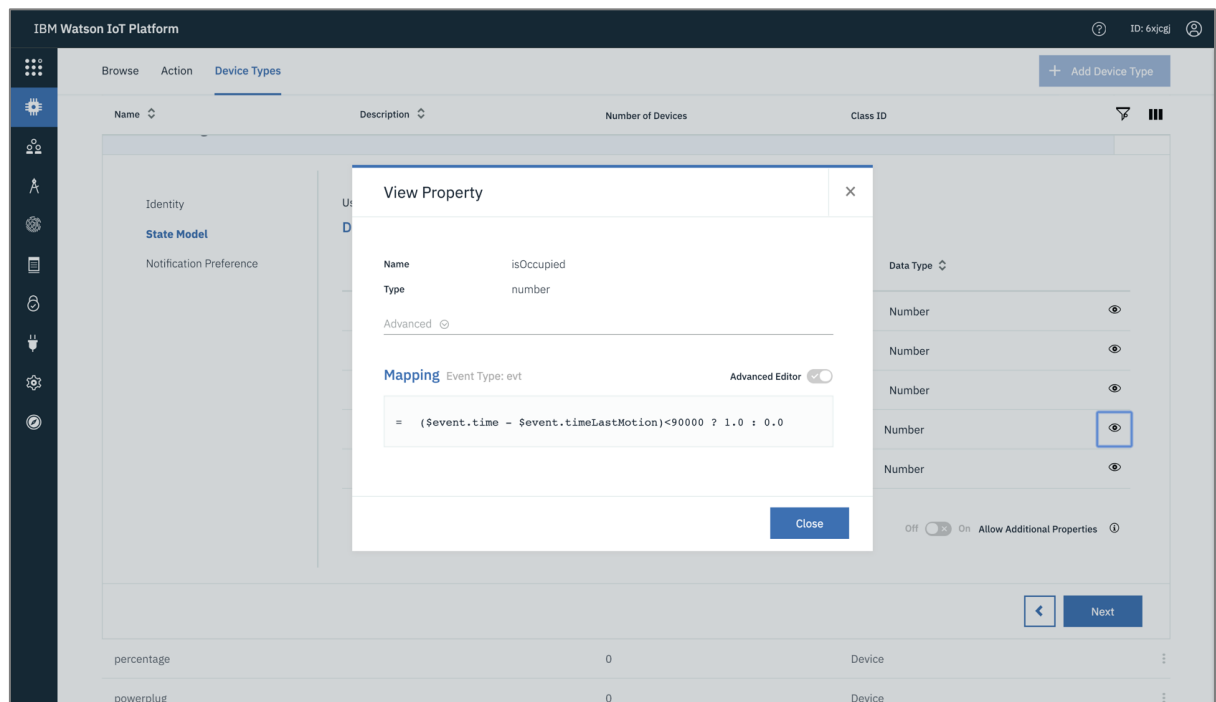 IBM Watson IoT Platform
ID: 6xjcgj
Browse Action Device Types
+ Add Device Type
Name Description Number of Devices Class ID
View Property
Identity
State Model
Notification Preference
Us
D
Name isOccupied
Type number
Advanced
Mapping Event Type: evt
Advanced Editor
= ($event.time - $event.timeLastMotion)<90000 ? 1.0 : 0.0
Close
Data Type
Number
Number
Number
Number
Number
Off On Allow Additional Properties
Next
percentage 0 Device
powerplug 0 Device